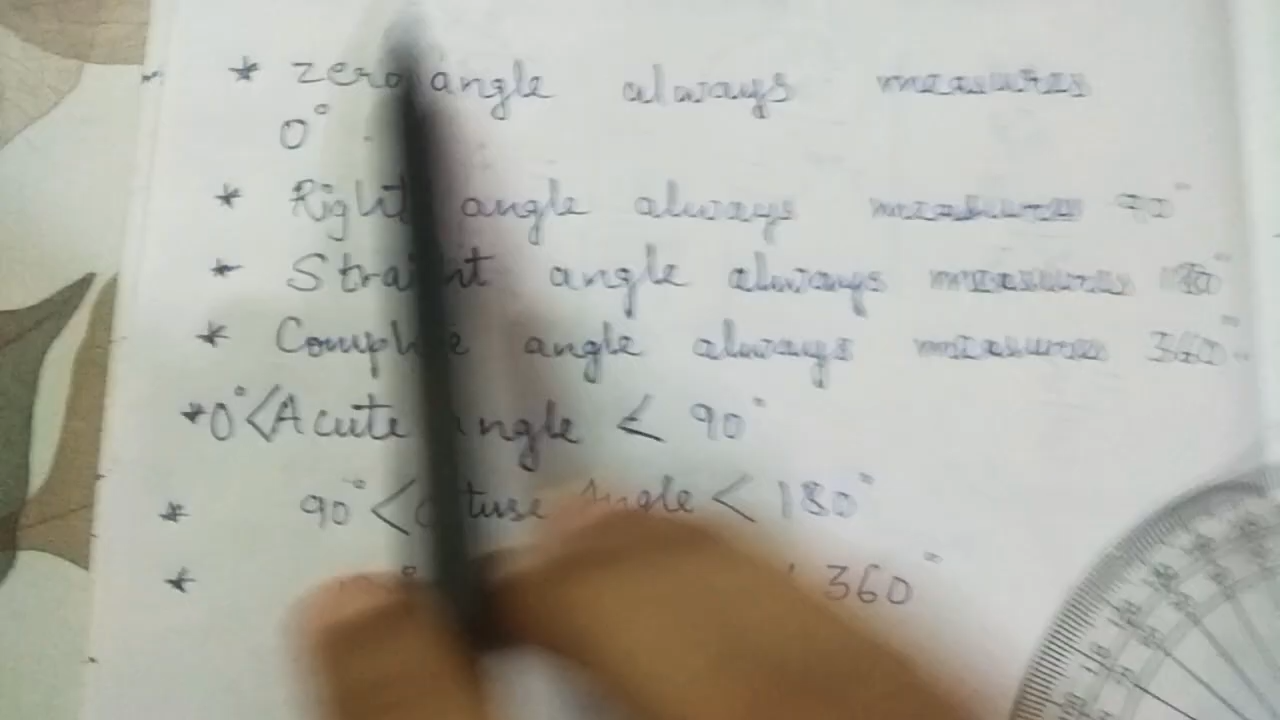 * Zero angle always measures
0°
* Right angle always measures 90°
* Straight angle always measures 180°
* Complete angle always measures 360°
* 0° < Acute angle < 90°
* 90° < Obtuse Angle < 180°
* 360°